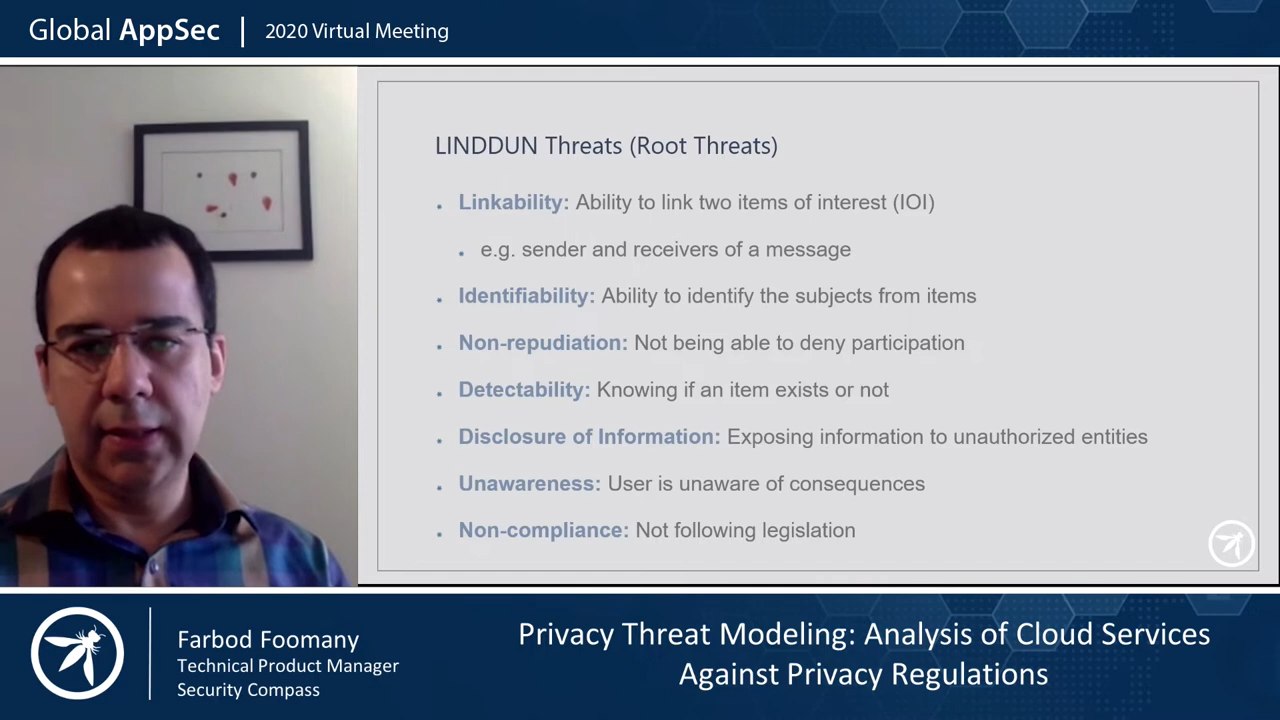 Global AppSec | 2020 Virtual Meeting
LINDDUN Threats (Root Threats)
• Linkability: Ability to link two items of interest (IOI)
• e.g. sender and receivers of a message
• Identifiability: Ability to identify the subjects from items
• Non-repudiation: Not being able to deny participation
• Detectability: Knowing if an item exists or not
• Disclosure of Information: Exposing information to unauthorized entities
• Unawareness: User is unaware of consequences
• Non-compliance: Not following legislation
Farbod Foomany
Technical Product Manager
Security Compass
Privacy Threat Modeling: Analysis of Cloud Services
Against Privacy Regulations